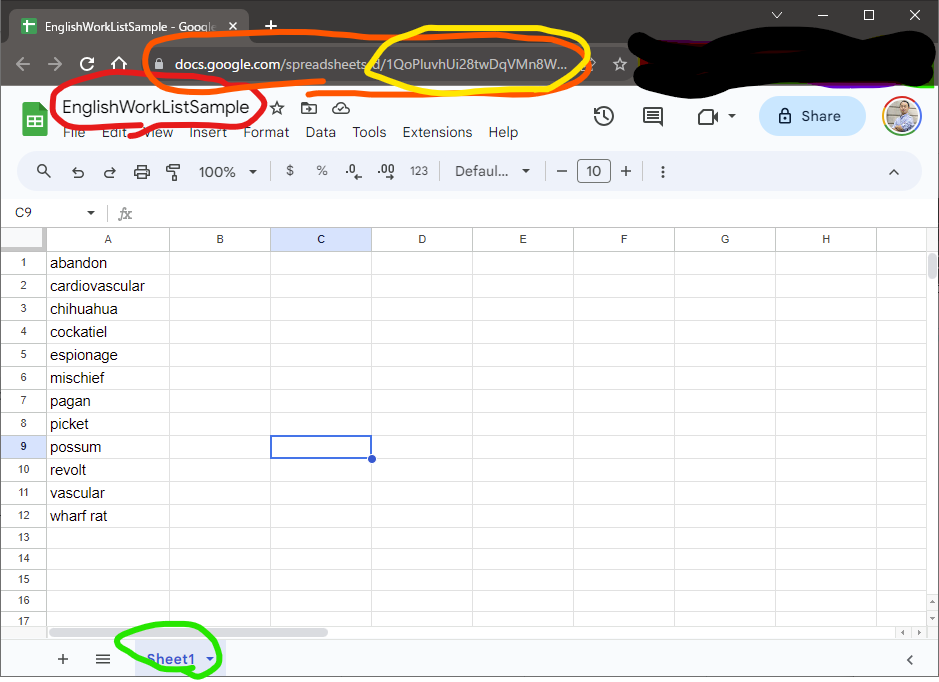 EnglishWorkListSample - Google
docs.google.com/spreadsheets/d/1QoPluvhUi28twDqVMn8W...
EnglishWorkListSample
File Edit View Insert Format Data Tools Extensions Help
Share
100% $ % .0 .00 123 Defaul... − 10 +
C9 fx
A B C D E F G H
1 abandon
2 cardiovascular
3 chihuahua
4 cockatiel
5 espionage
6 mischief
7 pagan
8 picket
9 possum
10 revolt
11 vascular
12 wharf rat
13
14
15
16
17
+ Sheet1